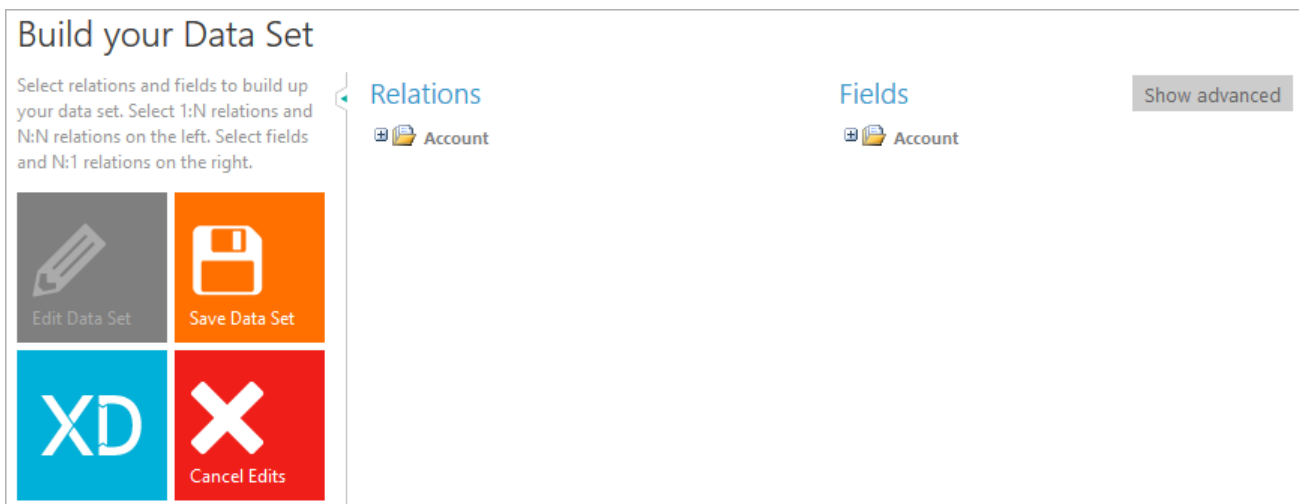 Build your Data Set
Select relations and fields to build up
your data set. Select 1:N relations and
N:N relations on the left. Select fields
and N:1 relations on the right.
Relations
Account
Fields
Account
Show advanced
Edit Data Set
Save Data Set
XD
Cancel Edits